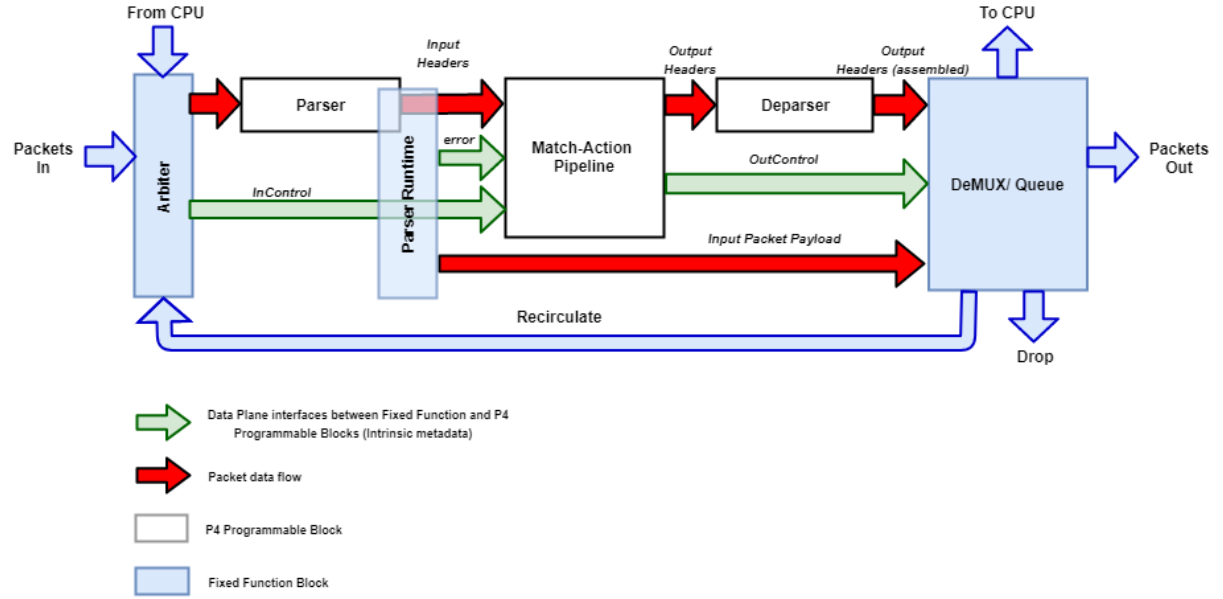 From CPU
To CPU
Input
Headers
Output
Headers
Output
Headers (assembled)
Parser
Deparser
Packets
In
error
Match-Action
Pipeline
OutControl
Packets
Out
Arbiter
InControl
Parser Runtime
DeMUX/ Queue
Input Packet Payload
Recirculate
Drop
Data Plane interfaces between Fixed Function and P4
Programmable Blocks (Intrinsic metadata)
Packet data flow
P4 Programmable Block
Fixed Function Block